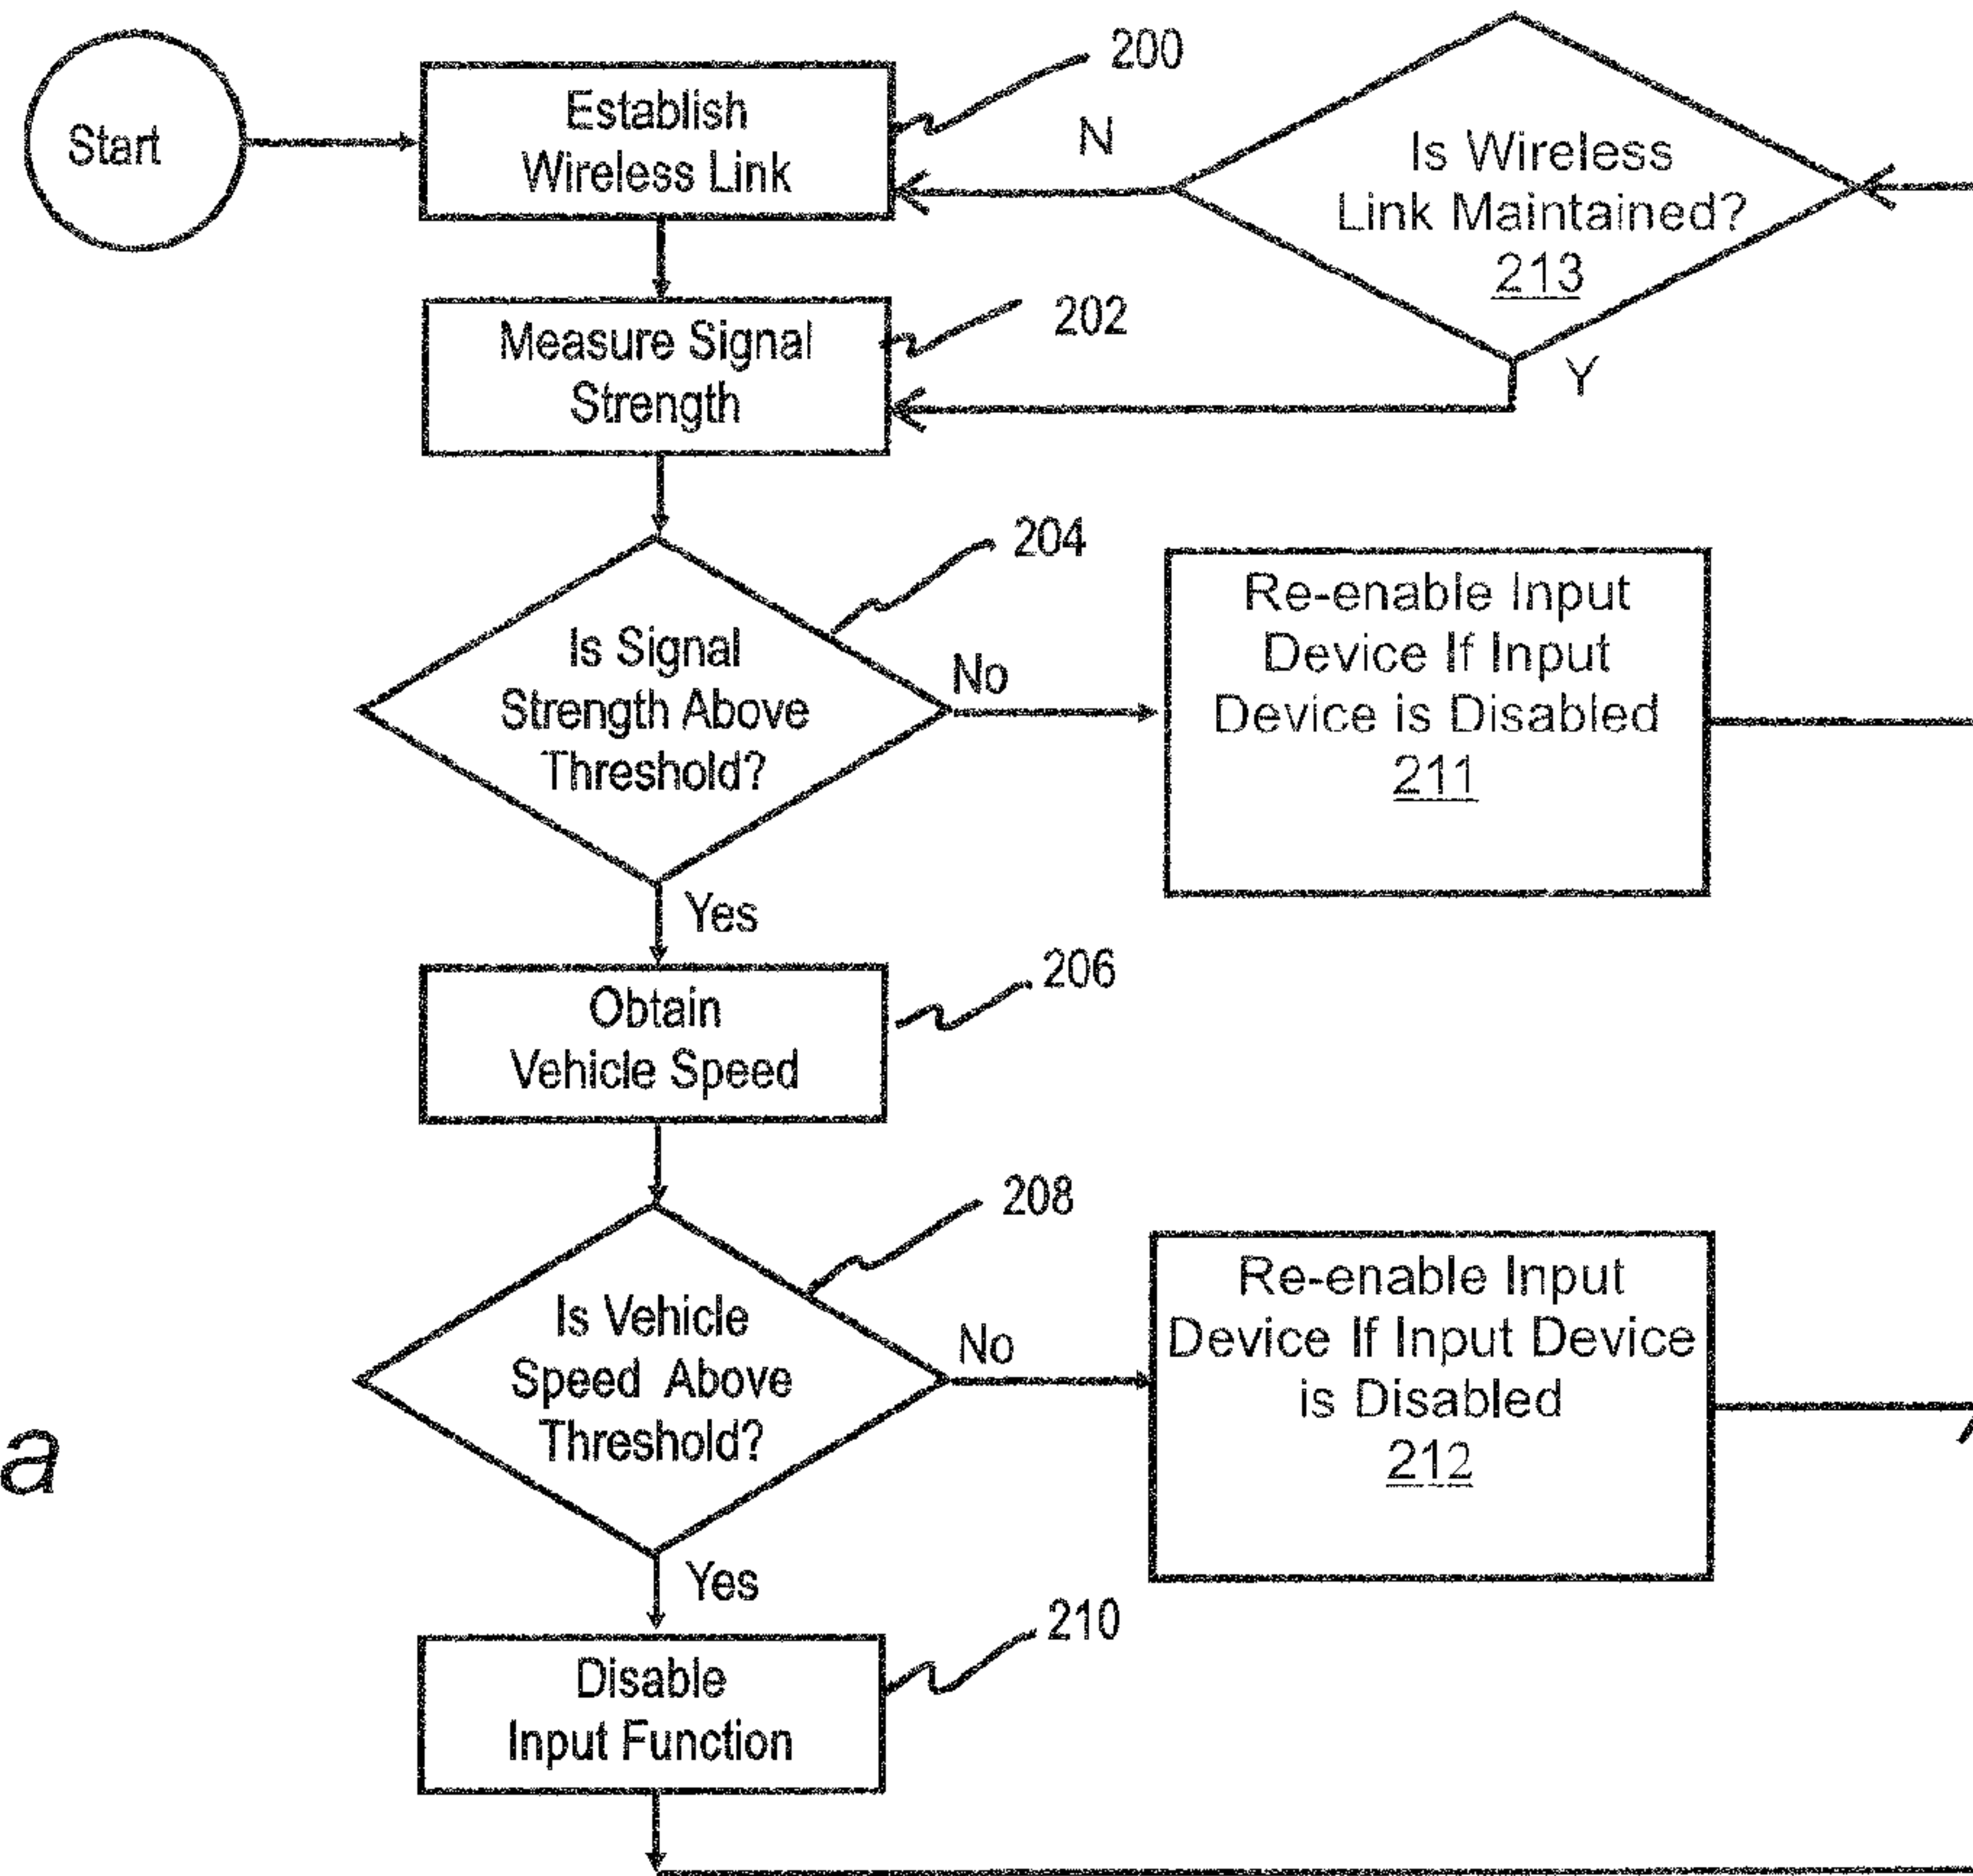 Start
Establish
Wireless Link
200
N
Is Wireless
Link Maintained?
213
Y
Measure Signal
Strength
202
204
Is Signal
Strength Above
Threshold?
No
Re-enable Input
Device If Input
Device is Disabled
211
Yes
Obtain
Vehicle Speed
206
208
Is Vehicle
Speed Above
Threshold?
No
Re-enable Input
Device If Input Device
is Disabled
212
a
Yes
Disable
Input Function
210